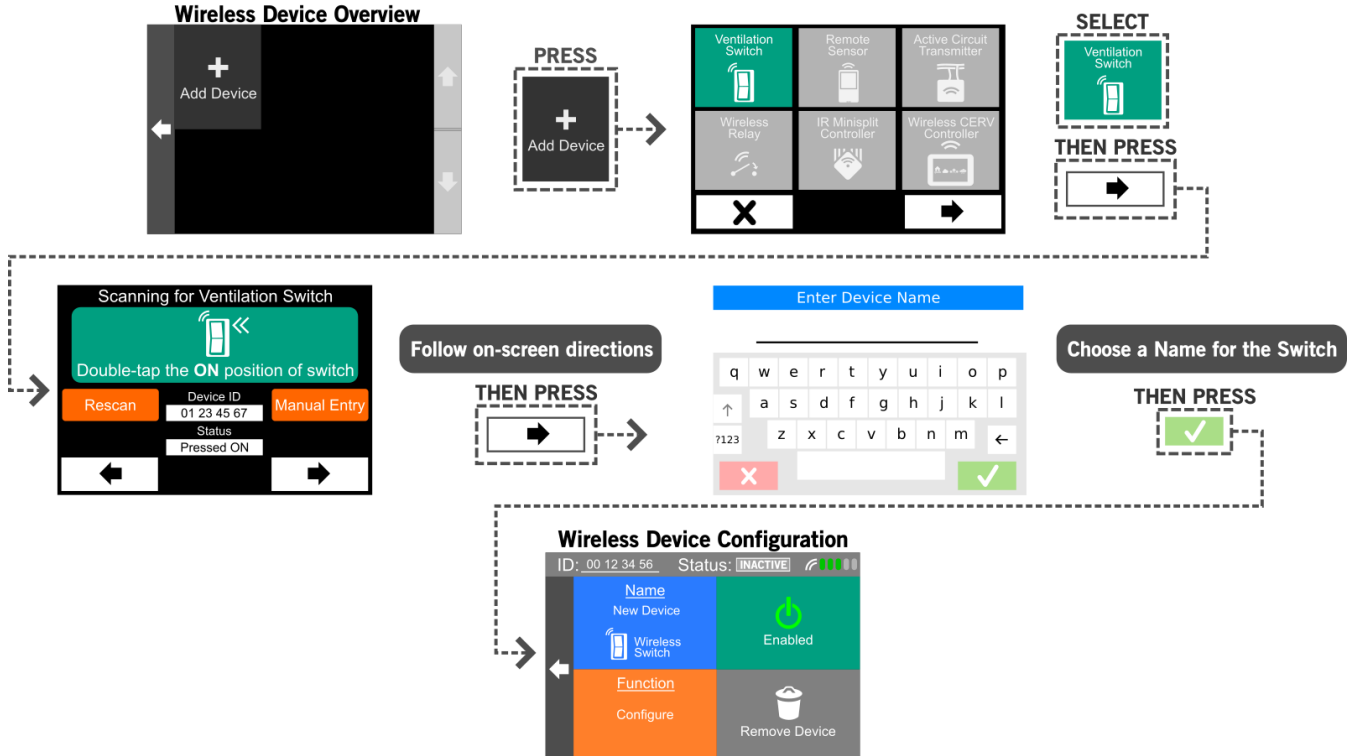 Wireless Device Overview
Add Device
PRESS
Add Device
Ventilation
Switch
Remote
Sensor
Active Circuit
Transmitter
Wireless
Relay
IR Minisplit
Controller
Wireless CERV
Controller
SELECT
Ventilation
Switch
THEN PRESS
Scanning for Ventilation Switch
Double-tap the ON position of switch
Rescan
Device ID
01 23 45 67
Manual Entry
Status
Pressed ON
Follow on-screen directions
THEN PRESS
Enter Device Name
q w e r t y u i o p
a s d f g h j k l
z x c v b n m
?123
Choose a Name for the Switch
THEN PRESS
Wireless Device Configuration
ID: 00 12 34 56 Status: INACTIVE
Name
New Device
Wireless
Switch
Enabled
Function
Configure
Remove Device